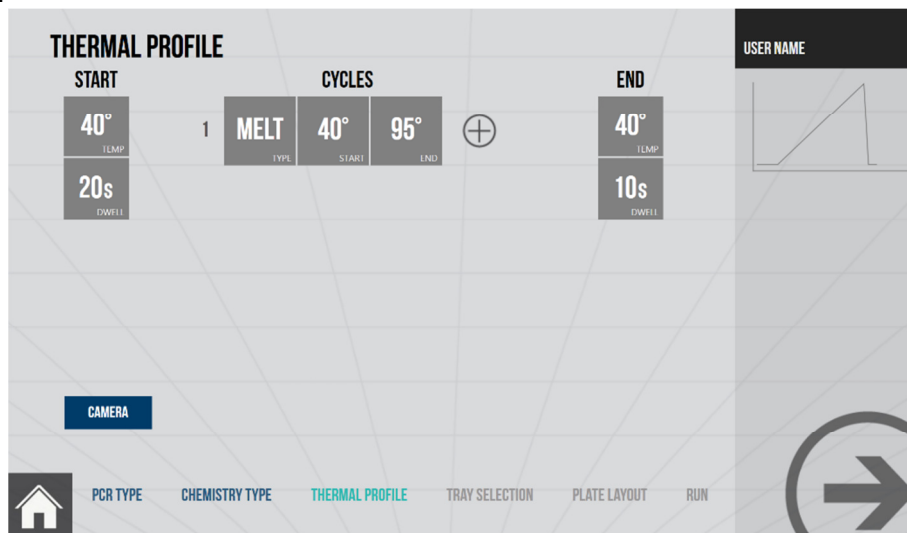 THERMAL PROFILE
USER NAME
START CYCLES END
40° TEMP
1 MELT TYPE 40° START 95° END
40° TEMP
20s DWELL
10s DWELL
CAMERA
PCR TYPE CHEMISTRY TYPE THERMAL PROFILE TRAY SELECTION PLATE LAYOUT RUN